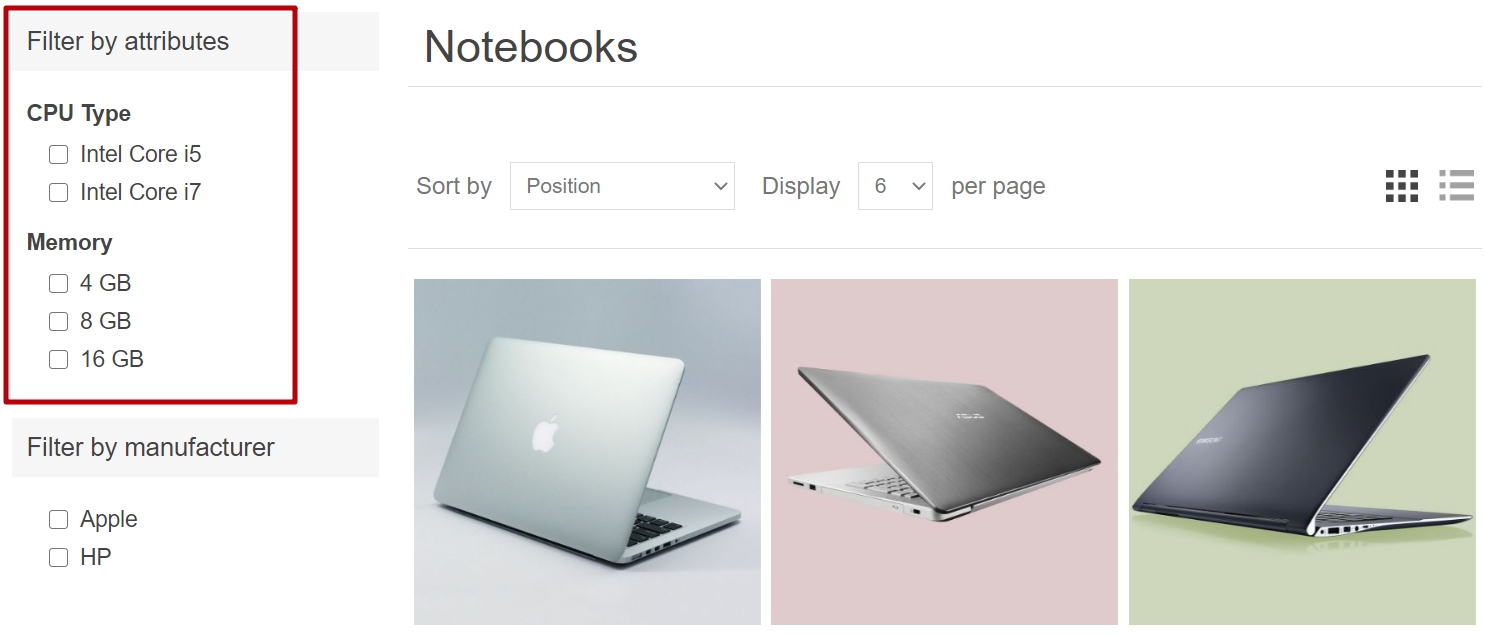 Filter by attributes
CPU Type
Intel Core i5
Intel Core i7
Memory
4 GB
8 GB
16 GB
Filter by manufacturer
Apple
HP
Notebooks
Sort by Position Display 6 per page